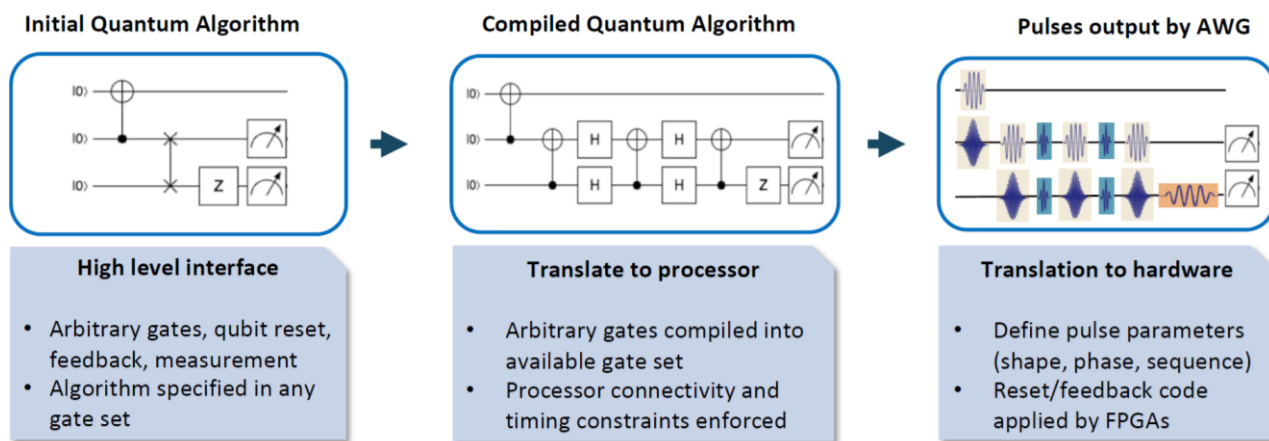 Initial Quantum Algorithm
Compiled Quantum Algorithm
Pulses output by AWG
|0⟩
|0⟩
|0⟩ Z
|0⟩
|0⟩ H H
|0⟩ H H Z
High level interface
• Arbitrary gates, qubit reset,
feedback, measurement
• Algorithm specified in any
gate set
Translate to processor
• Arbitrary gates compiled into
available gate set
• Processor connectivity and
timing constraints enforced
Translation to hardware
• Define pulse parameters
(shape, phase, sequence)
• Reset/feedback code
applied by FPGAs